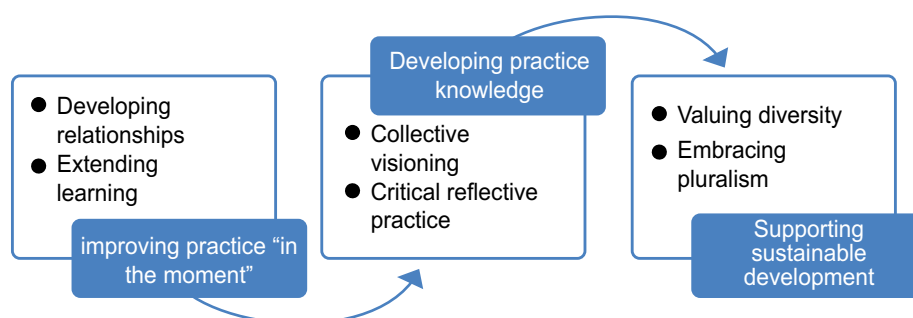 Developing
relationships
Extending
learning
improving practice “in
the moment”
Developing practice
knowledge
Collective
visioning
Critical reflective
practice
Valuing diversity
Embracing
pluralism
Supporting
sustainable
development